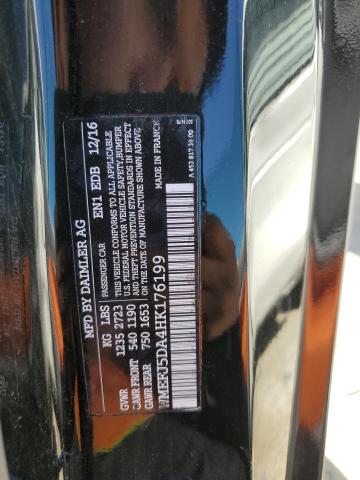 MFG BY DAIMLER AG EN1 EDB 12/16
KG LBS PASSENGER CAR
GVWR 1235 2723 THIS VEHICLE CONFORMS TO ALL APPLICABLE
GAWR FRONT 540 1190 U.S. FEDERAL MOTOR VEHICLE SAFETY, BUMPER
GAWR REAR 750 1653 AND THEFT PREVENTION STANDARDS IN EFFECT
ON THE DATE OF MANUFACTURE SHOWN ABOVE
WMEFJ5DA4HK176199 MADE IN FRANCE
A 453 817 39 00